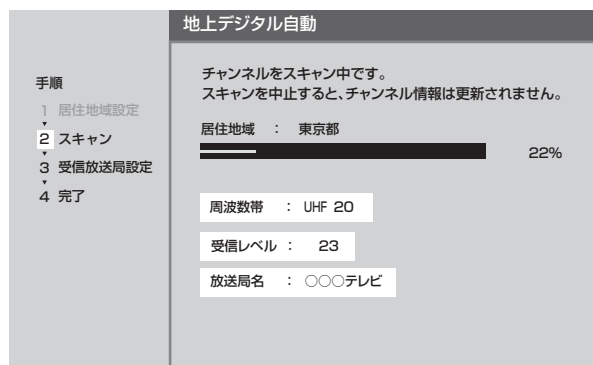 地上デジタル自動
手順
1 居住地域設定
2 スキャン
3 受信放送局設定
4 完了
チャンネルをスキャン中です。
スキャンを中止すると、チャンネル情報は更新されません。
居住地域 : 東京都
22%
周波数帯 : UHF 20
受信レベル : 23
放送局名 : ○○○テレビ